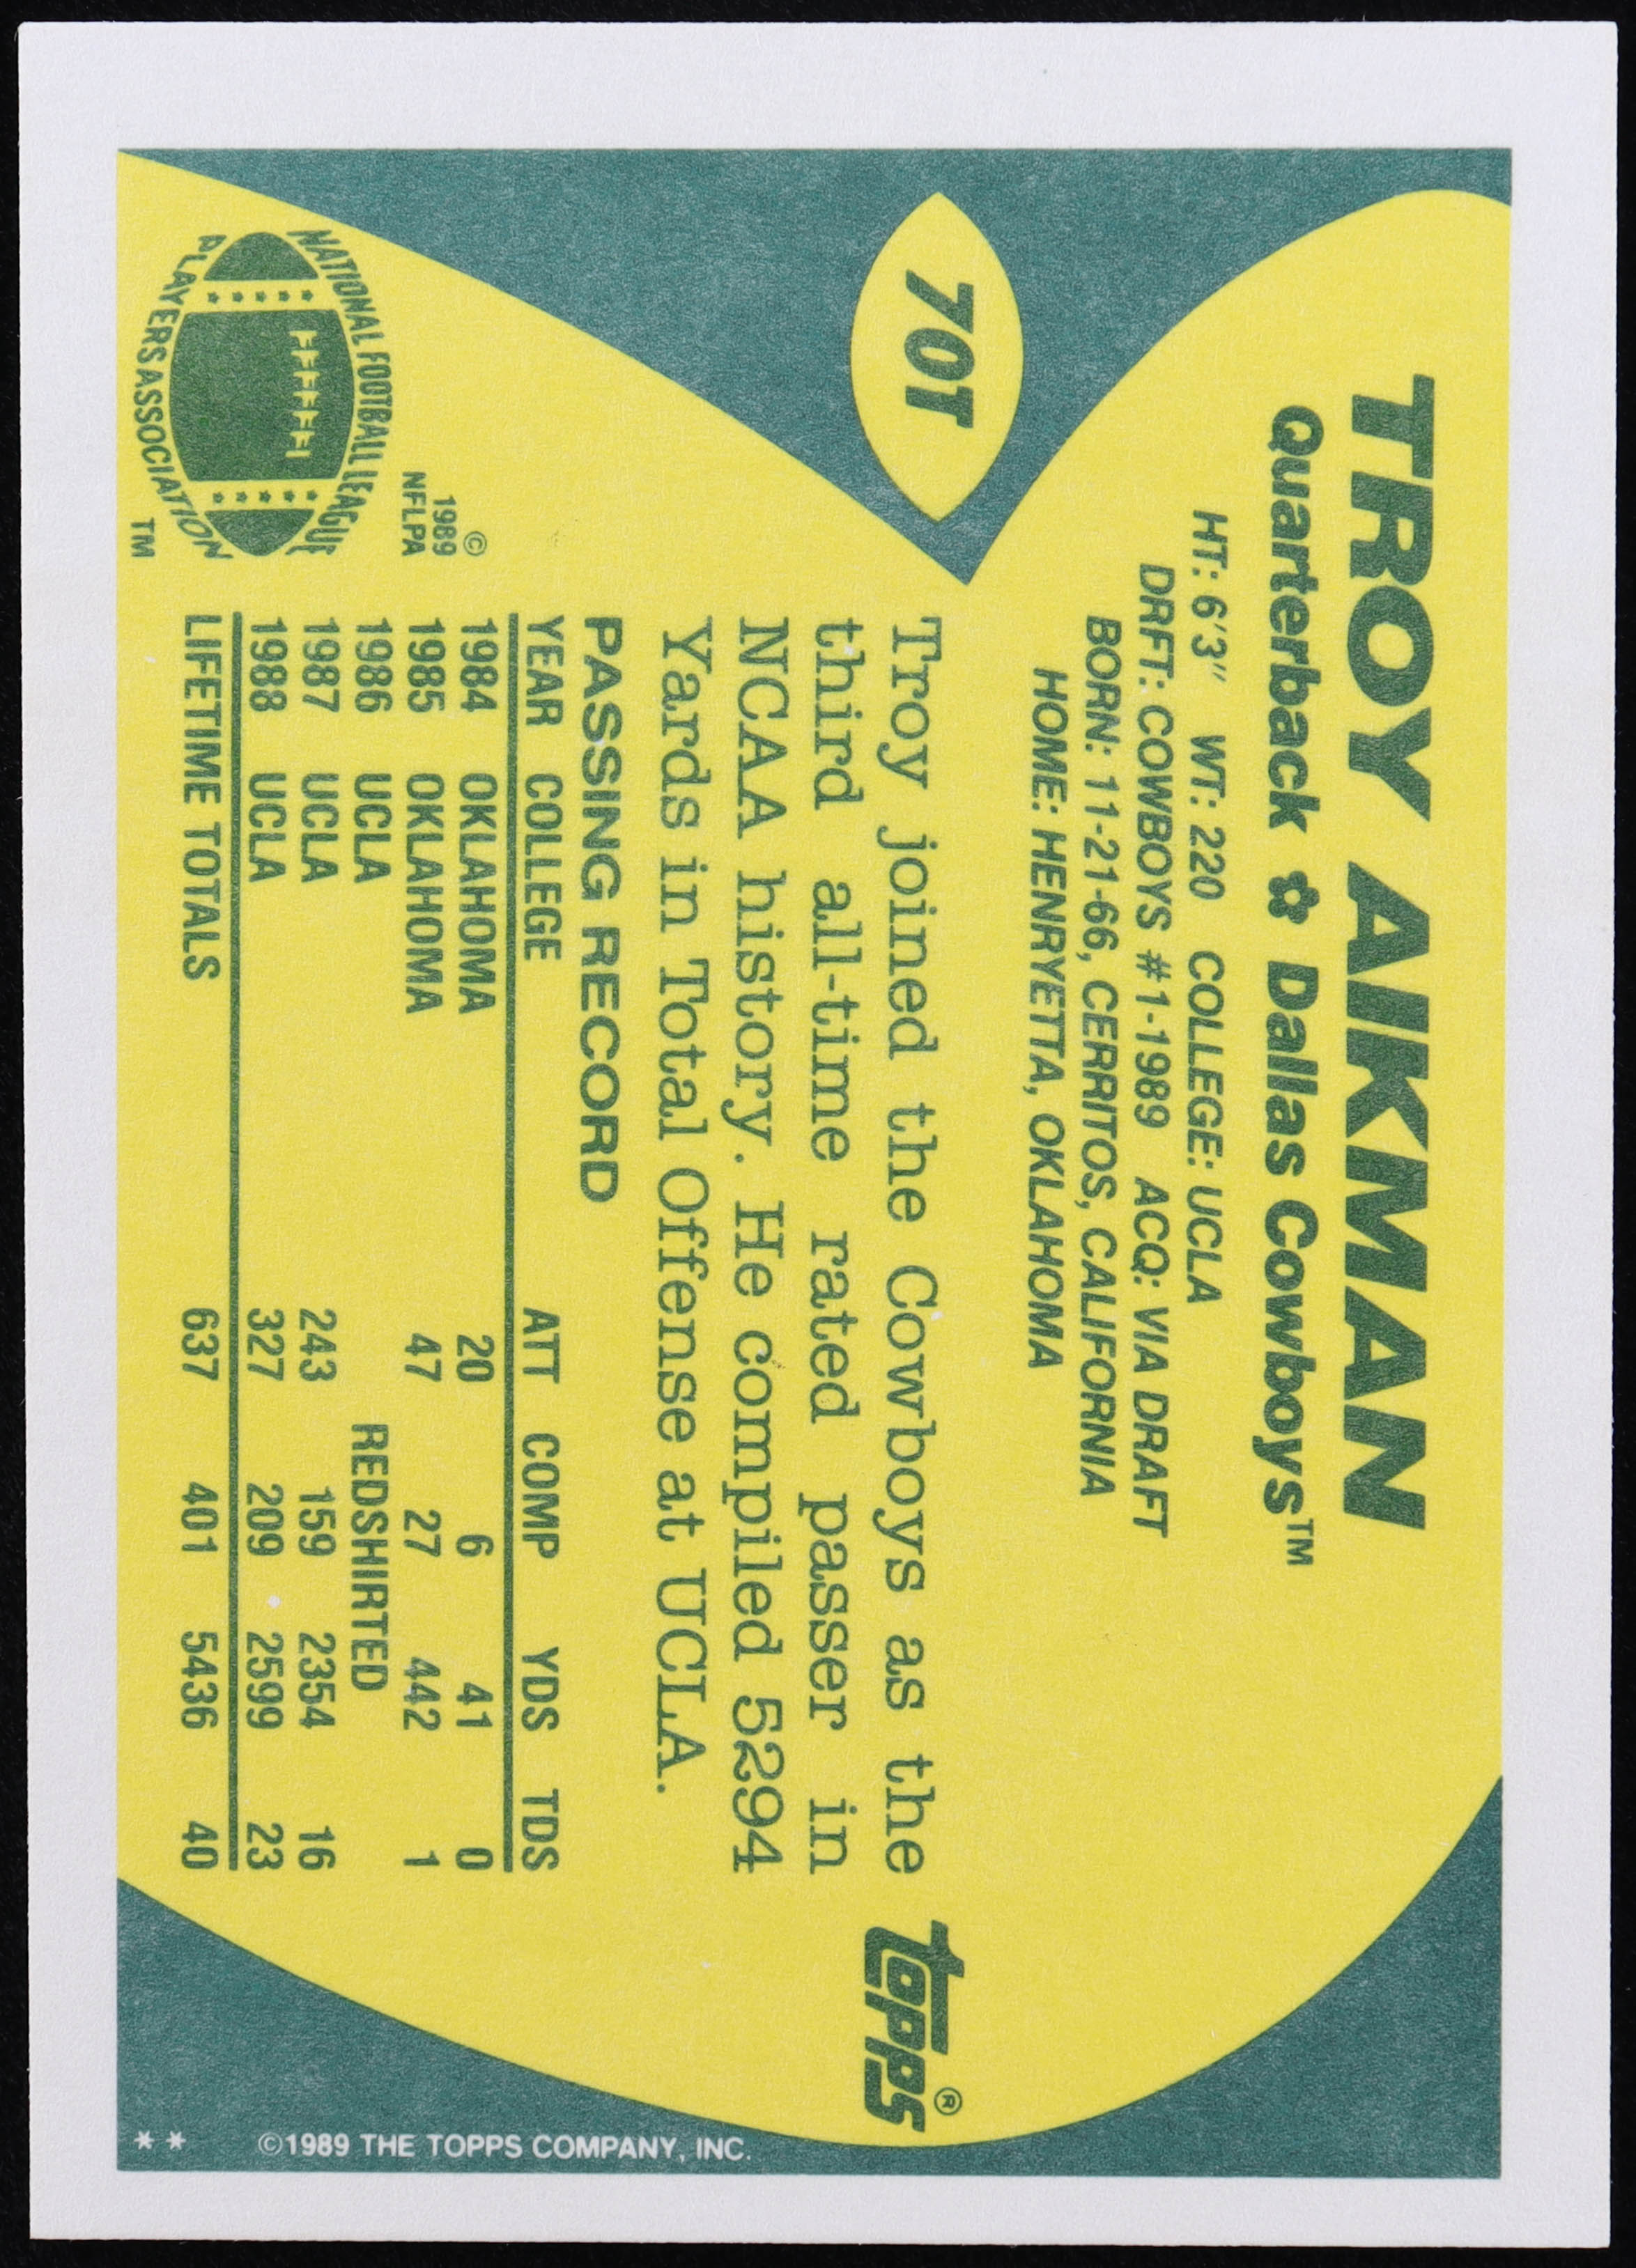 70T
TROY AIKMAN
Quarterback ✿ Dallas Cowboys™
HT: 6'3" WT: 220 COLLEGE: UCLA
DRFT: COWBOYS #1-1989 ACQ: VIA DRAFT
BORN: 11-21-66, CERRITOS, CALIFORNIA
HOME: HENRYETTA, OKLAHOMA
Troy joined the Cowboys as the
third all-time rated passer in
NCAA history. He compiled 5294
Yards in Total Offense at UCLA.
PASSING RECORD
YEAR COLLEGE ATT COMP YDS TDS
1984 OKLAHOMA 20 6 41 0
1985 OKLAHOMA 47 27 442 1
1986 UCLA REDSHIRTED
1987 UCLA 243 159 2354 16
1988 UCLA 327 209 2599 23
LIFETIME TOTALS 637 401 5436 40
©
1989
NFLPA
NATIONAL FOOTBALL LEAGUE
PLAYERS ASSOCIATION
TM
TOPPS®
©1989 THE TOPPS COMPANY, INC.
**